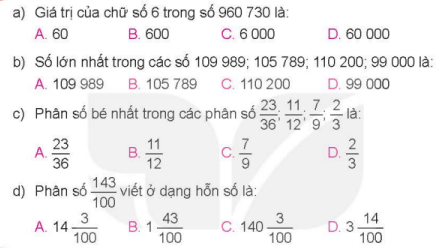 a) Giá trị của chữ số 6 trong số 960 730 là:
A. 60 B. 600 C. 6 000 D. 60 000
b) Số lớn nhất trong các số 109 989; 105 789; 110 200; 99 000 là:
A. 109 989 B. 105 789 C. 110 200 D. 99 000
c) Phân số bé nhất trong các phân số 23/36; 11/12; 7/9; 2/3 là:
A. 23/36 B. 11/12 C. 7/9 D. 2/3
d) Phân số 143/100 viết ở dạng hỗn số là:
A. 14 3/100 B. 1 43/100 C. 140 3/100 D. 3 14/100